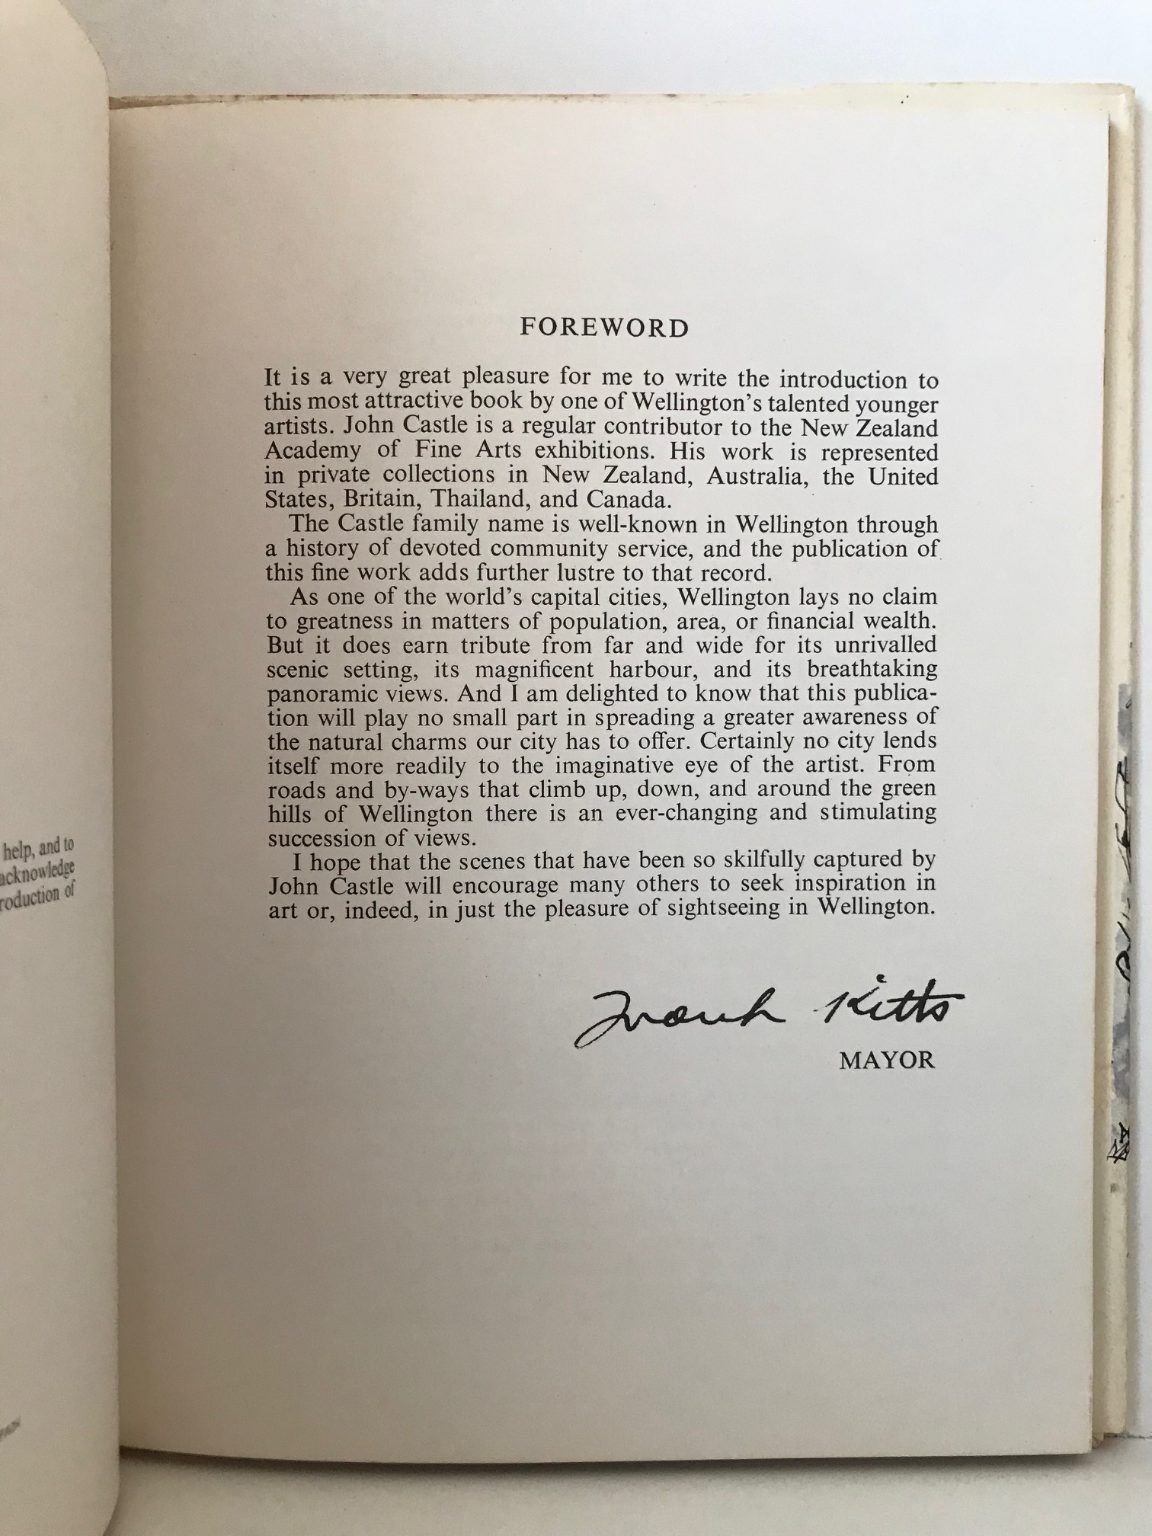 help, and to
acknowledge
roduction of
FOREWORD
It is a very great pleasure for me to write the introduction to
this most attractive book by one of Wellington's talented younger
artists. John Castle is a regular contributor to the New Zealand
Academy of Fine Arts exhibitions. His work is represented
in private collections in New Zealand, Australia, the United
States, Britain, Thailand, and Canada.
The Castle family name is well-known in Wellington through
a history of devoted community service, and the publication of
this fine work adds further lustre to that record.
As one of the world's capital cities, Wellington lays no claim
to greatness in matters of population, area, or financial wealth.
But it does earn tribute from far and wide for its unrivalled
scenic setting, its magnificent harbour, and its breathtaking
panoramic views. And I am delighted to know that this publica-
tion will play no small part in spreading a greater awareness of
the natural charms our city has to offer. Certainly no city lends
itself more readily to the imaginative eye of the artist. From
roads and by-ways that climb up, down, and around the green
hills of Wellington there is an ever-changing and stimulating
succession of views.
I hope that the scenes that have been so skilfully captured by
John Castle will encourage many others to seek inspiration in
art or, indeed, in just the pleasure of sightseeing in Wellington.
Frank Kitts
MAYOR